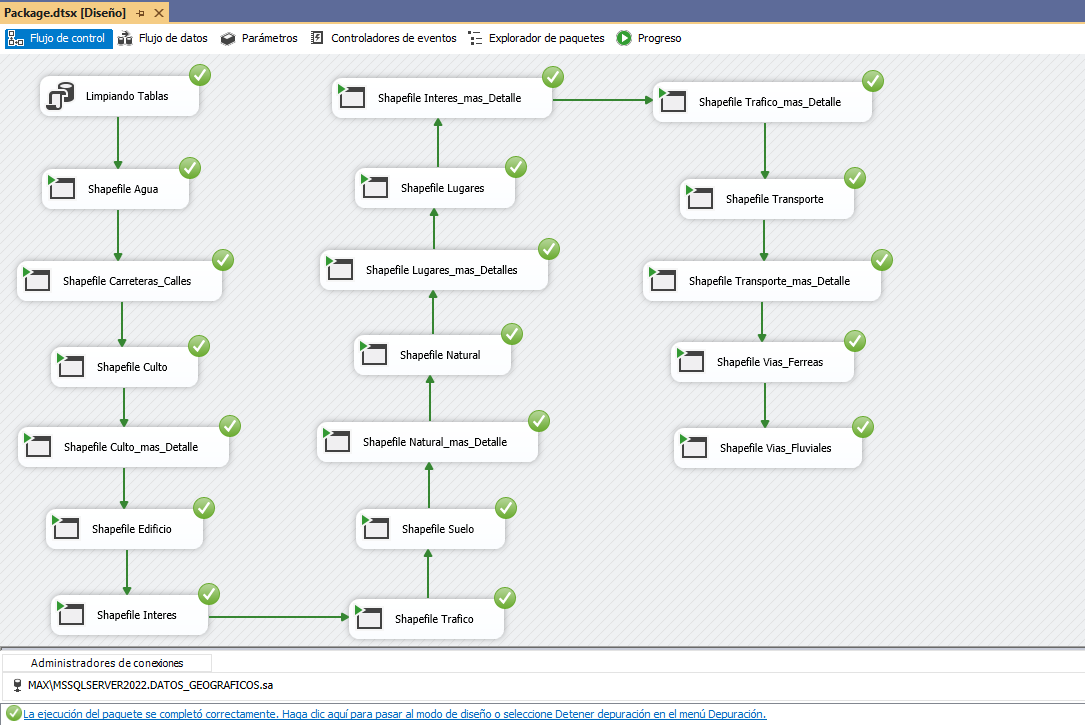 Package.dtsx [Diseño]
Flujo de control
Flujo de datos
Parámetros
Controladores de eventos
Explorador de paquetes
Progreso
Limpiando Tablas
Shapefile Agua
Shapefile Carreteras_Calles
Shapefile Culto
Shapefile Culto_mas_Detalle
Shapefile Edificio
Shapefile Interes
Shapefile Trafico
Shapefile Suelo
Shapefile Natural_mas_Detalle
Shapefile Natural
Shapefile Lugares_mas_Detalles
Shapefile Lugares
Shapefile Interes_mas_Detalle
Shapefile Trafico_mas_Detalle
Shapefile Transporte
Shapefile Transporte_mas_Detalle
Shapefile Vias_Ferreas
Shapefile Vias_Fluviales
Administradores de conexiones
MAX\MSSQLSERVER2022.DATOS_GEOGRAFICOS.sa
La ejecución del paquete se completó correctamente. Haga clic aquí para pasar al modo de diseño o seleccione Detener depuración en el menú Depuración.